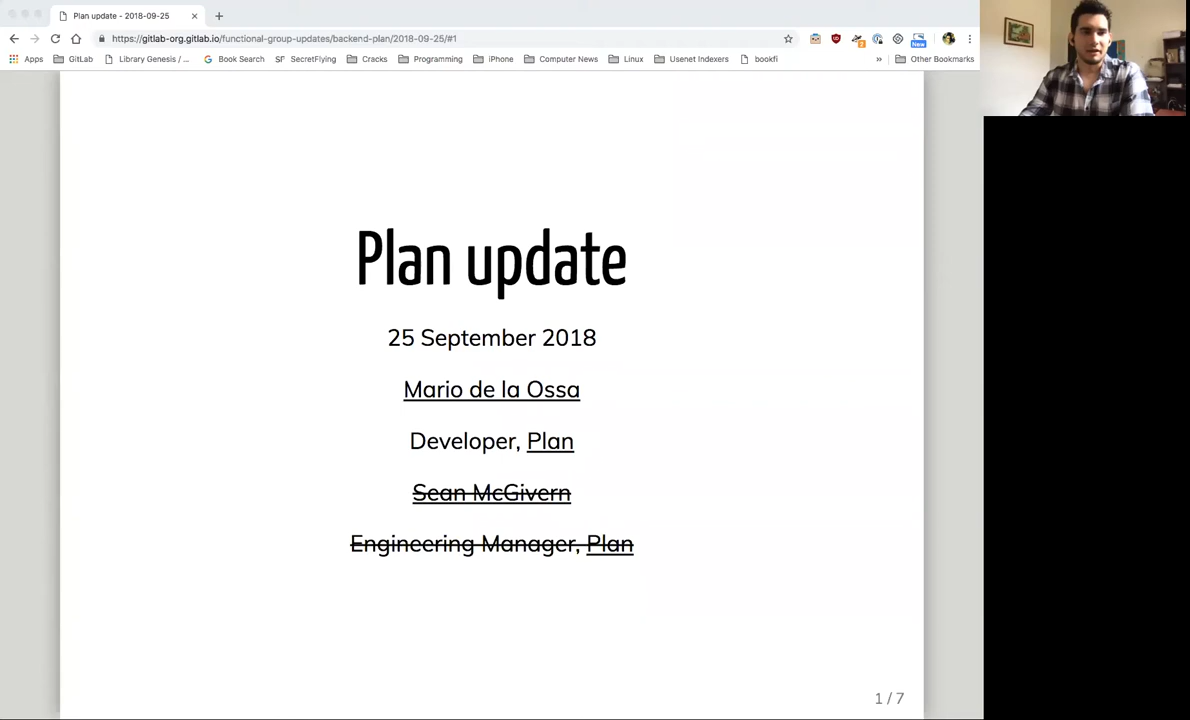 Plan update - 2018-09-25
https://gitlab-org.gitlab.io/functional-group-updates/backend-plan/2018-09-25/#1
New
Apps GitLab Library Genesis / ... Book Search SF SecretFlying Cracks Programming iPhone Computer News Linux Usenet Indexers bookfi » Other Bookmarks
Plan update
25 September 2018
Mario de la Ossa
Developer, Plan
Sean McGivern
Engineering Manager, Plan
1 / 7